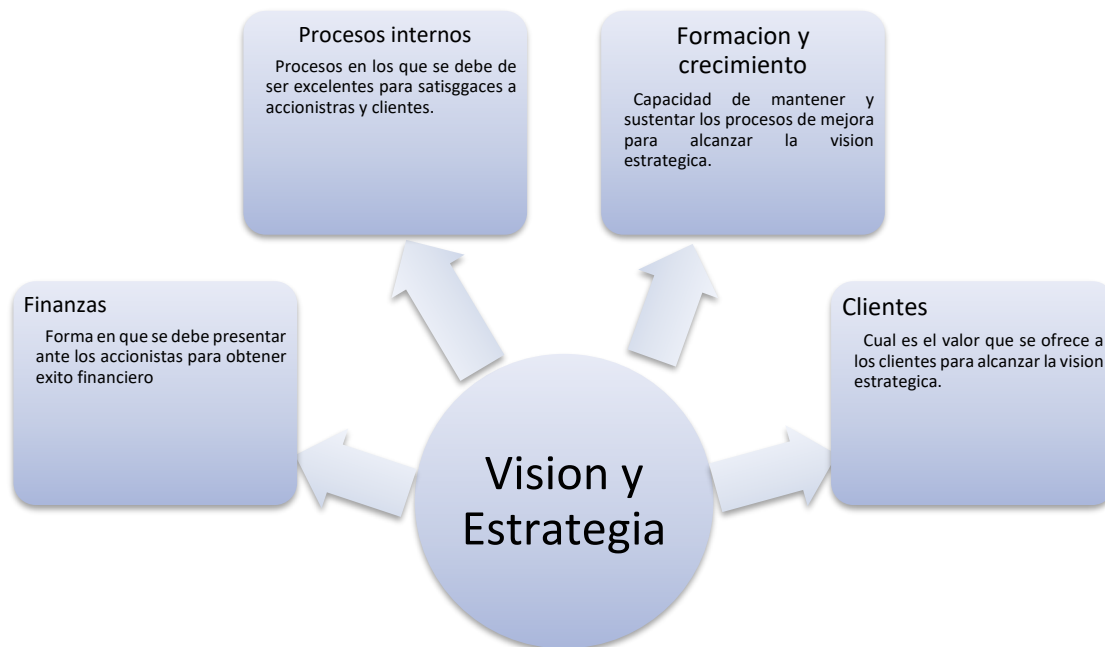 Procesos internos
Procesos en los que se debe de
ser excelentes para satisggaces a
accionistras y clientes.
Formacion y
crecimiento
Capacidad de mantener y
sustentar los procesos de mejora
para alcanzar la vision
estrategica.
Finanzas
Forma en que se debe presentar
ante los accionistas para obtener
exito financiero
Clientes
Cual es el valor que se ofrece a
los clientes para alcanzar la vision
estrategica.
Vision y
Estrategia